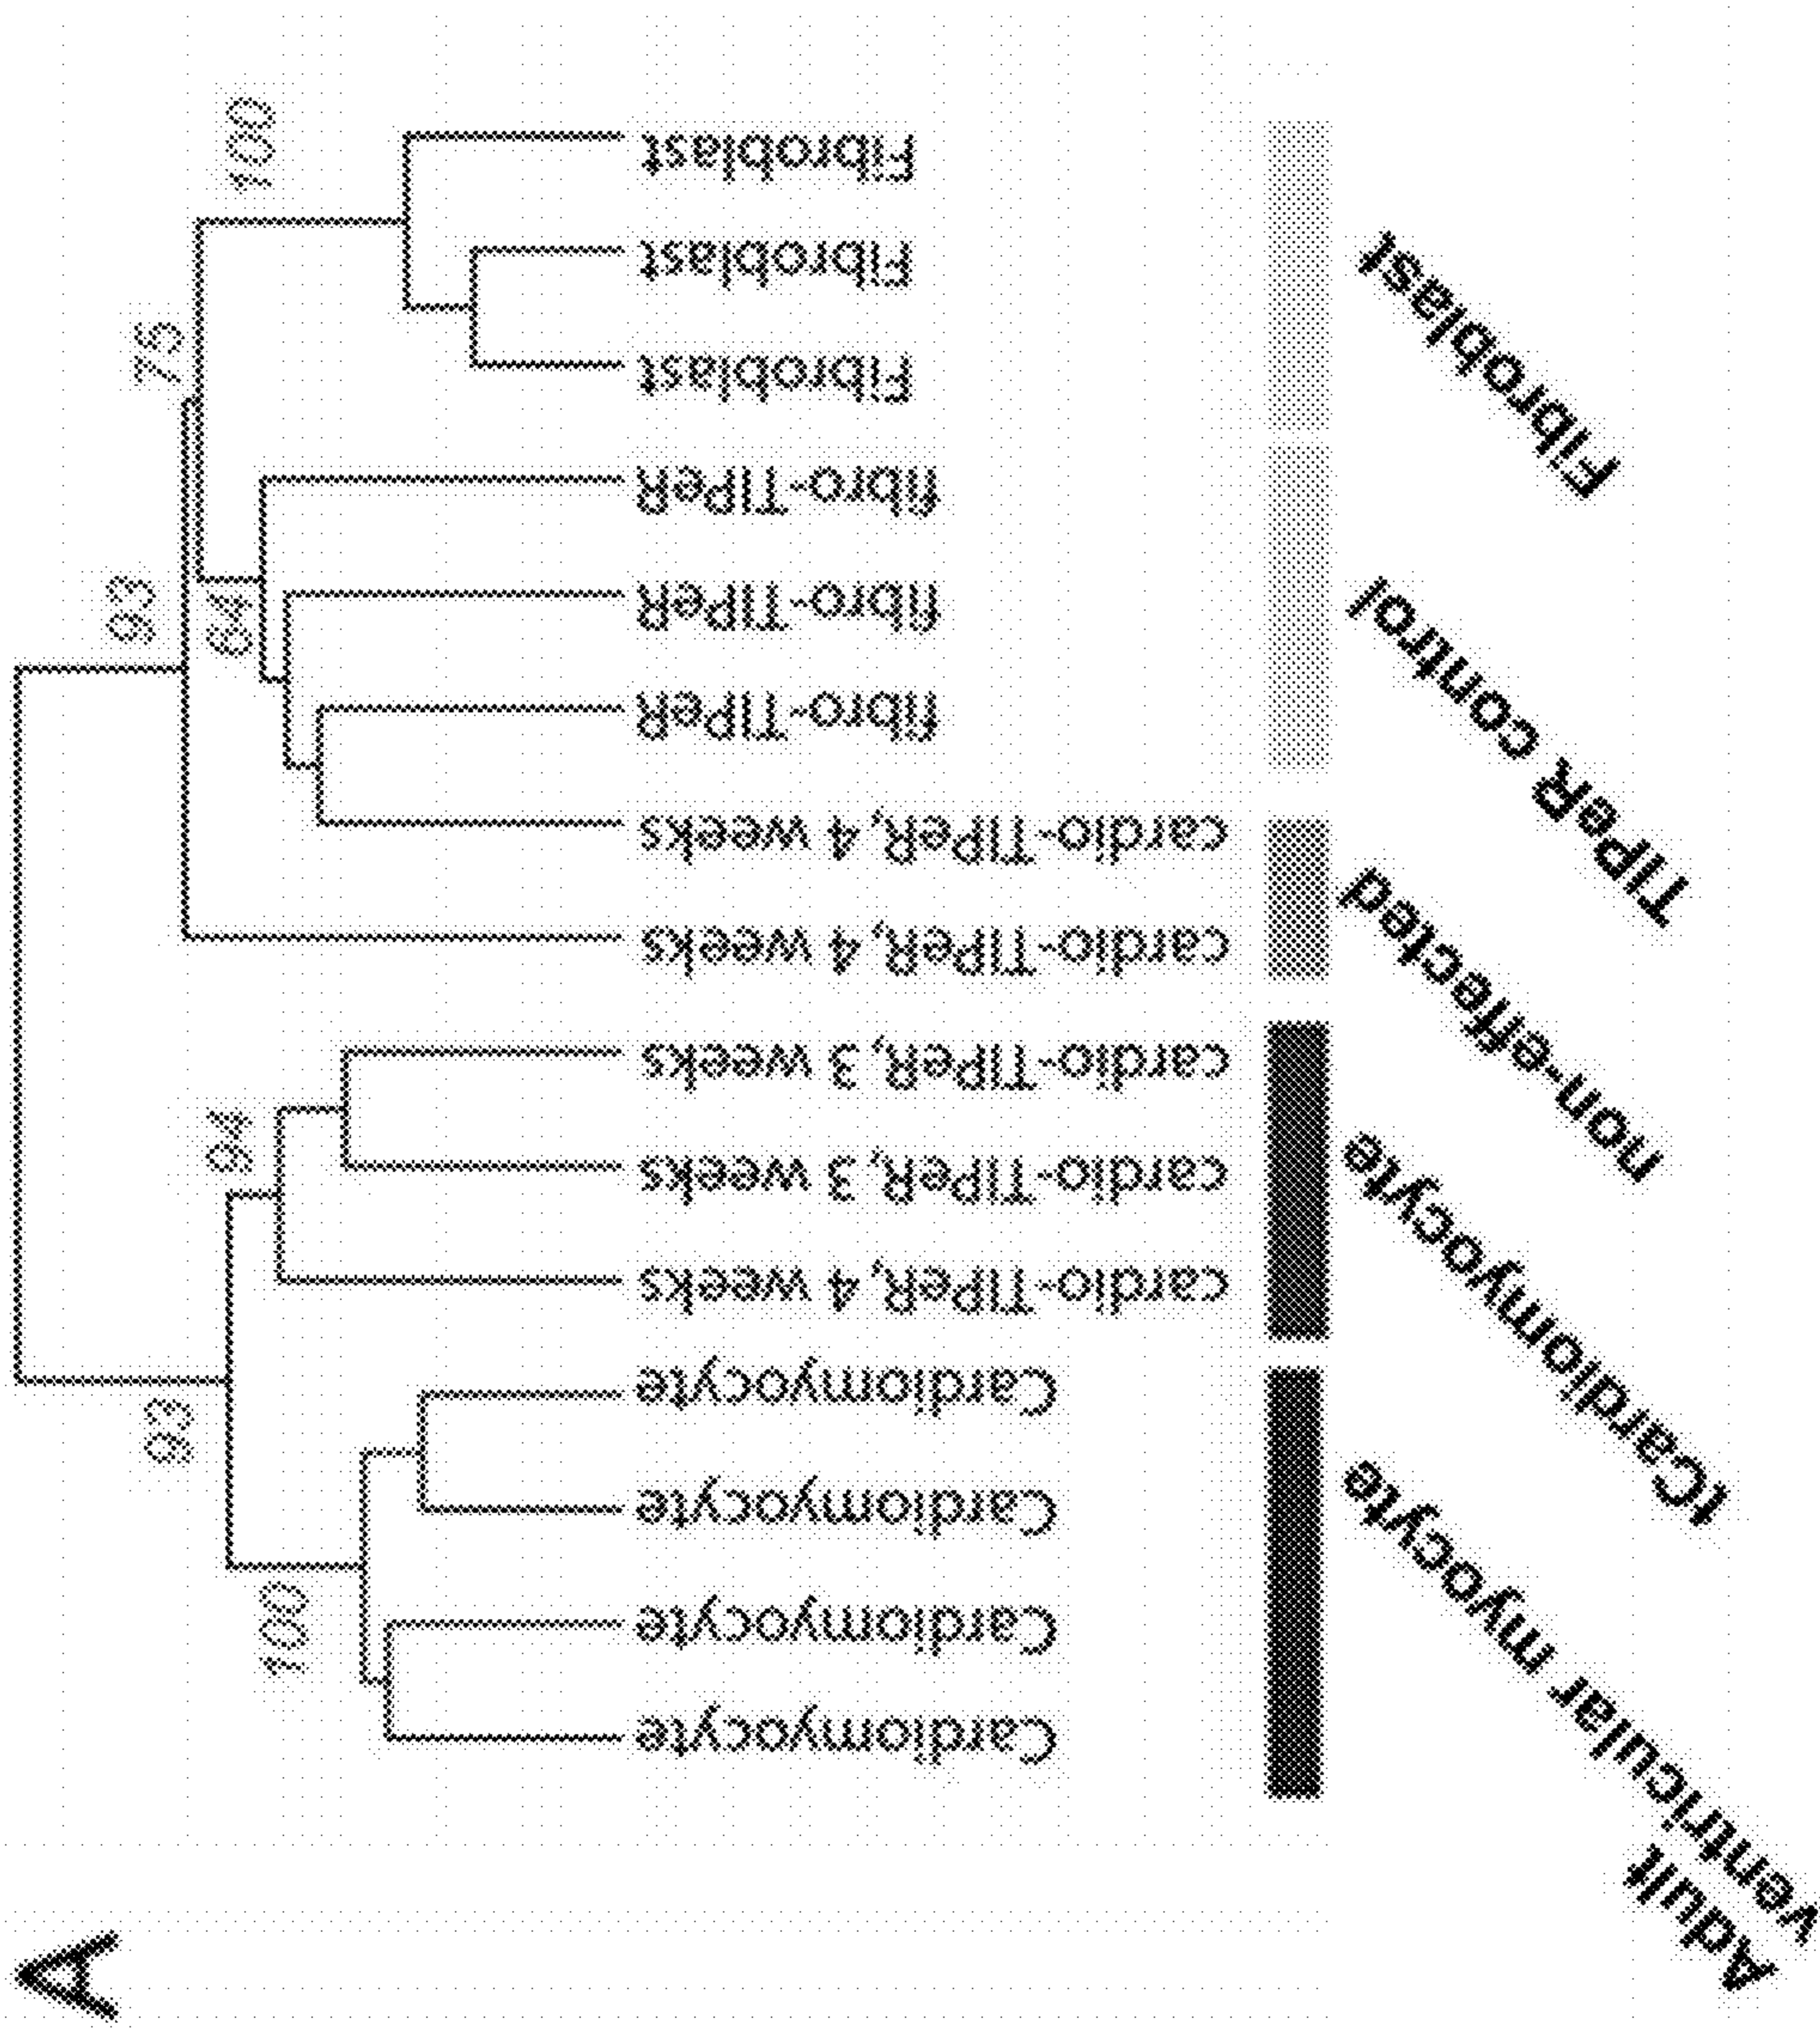 A
93
93
100
94
75
64
100
Cardiomyocyte
Cardiomyocyte
Cardiomyocyte
Cardiomyocyte
cardio-TIPeR, 4 weeks
cardio-TIPeR, 3 weeks
cardio-TIPeR, 3 weeks
cardio-TIPeR, 4 weeks
cardio-TIPeR, 4 weeks
fibro-TIPeR
fibro-TIPeR
fibro-TIPeR
Fibroblast
Fibroblast
Fibroblast
Adult
ventricular myocyte
tCardiomyocyte
non-effected
TIPeR control
Fibroblast